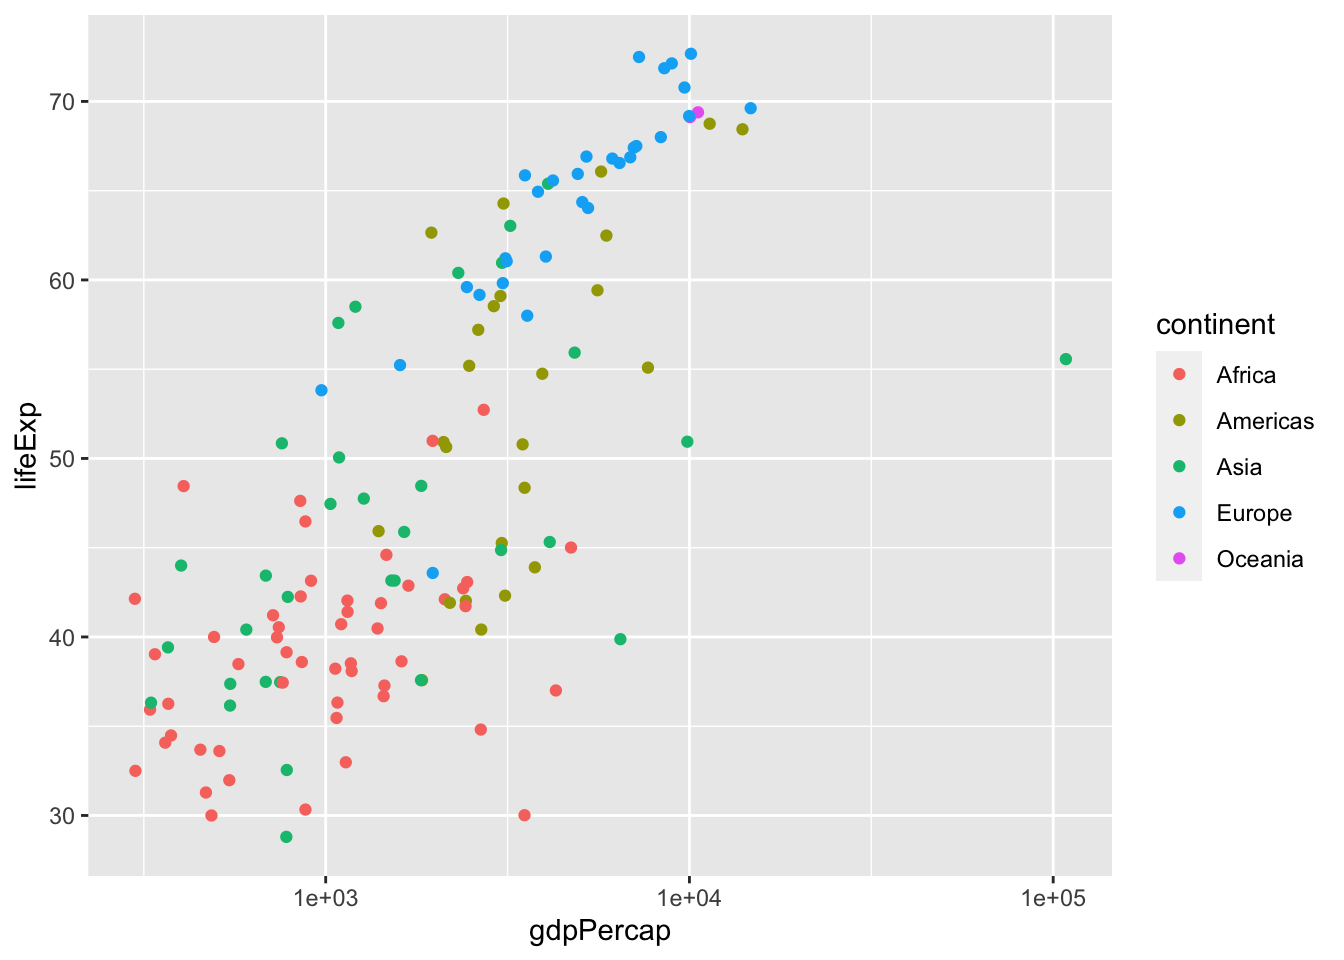 70
60
50
40
30
lifeExp
1e+03
1e+04
1e+05
gdpPercap
continent
Africa
Americas
Asia
Europe
Oceania